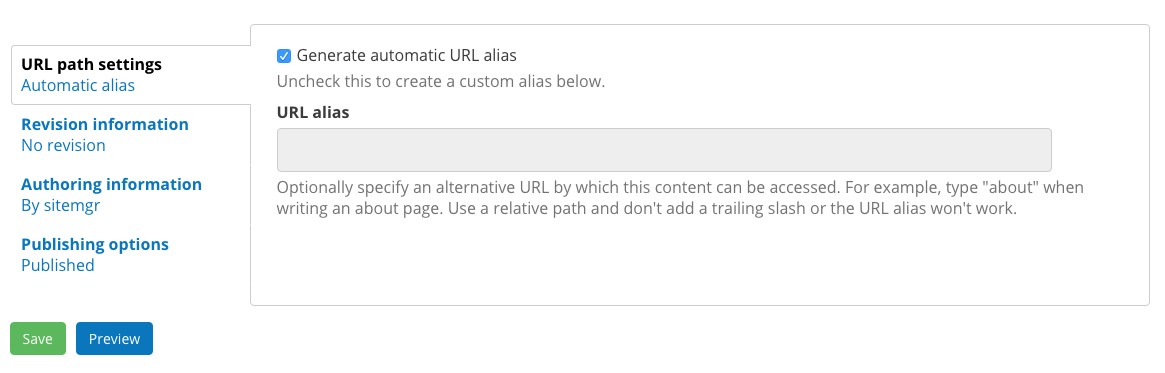 URL path settings
Automatic alias
Revision information
No revision
Authoring information
By sitemgr
Publishing options
Published
Generate automatic URL alias
Uncheck this to create a custom alias below.
URL alias
Optionally specify an alternative URL by which this content can be accessed. For example, type "about" when
writing an about page. Use a relative path and don't add a trailing slash or the URL alias won't work.
Save
Preview